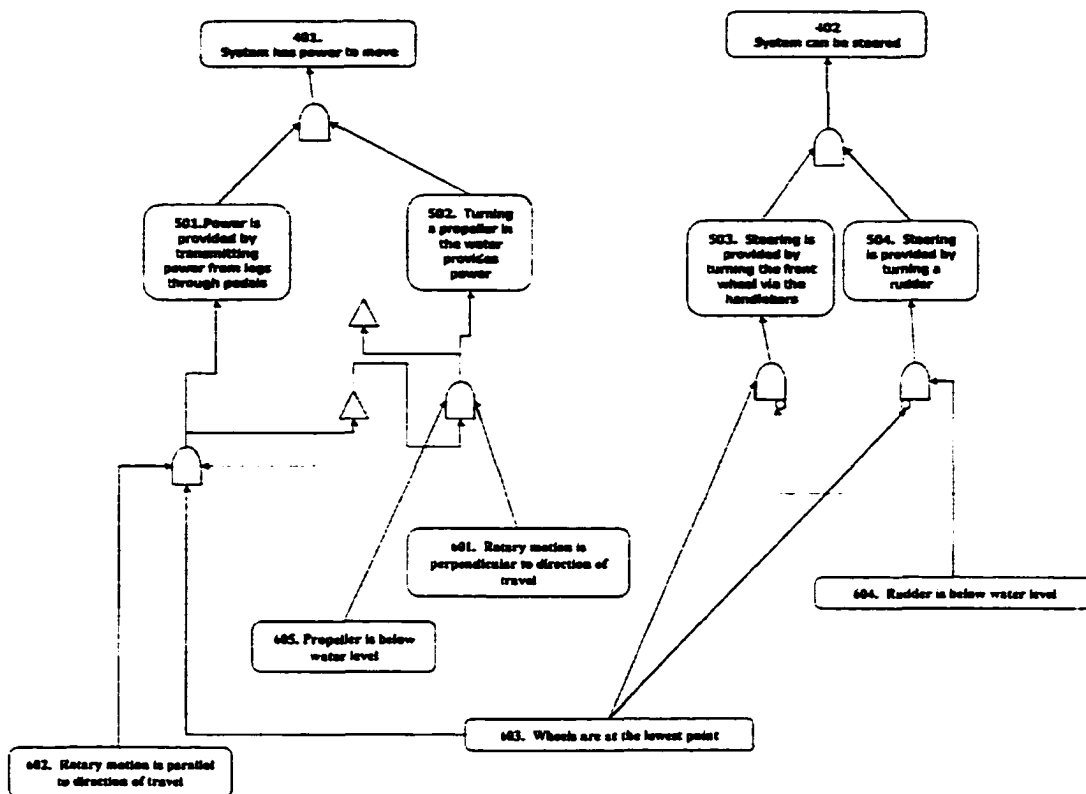 401.
System has power to move
402
System can be steered
501.Power is
provided by
transmitting
power from legs
through pedals
502. Turning
a propeller in
the water
provides
power
503. Steering is
provided by
turning the front
wheel via the
handlebars
504. Steering
is provided by
turning a
rudder
601. Rotary motion is
perpendicular to direction of
travel
604. Rudder is below water level
605. Propeller is below
water level
603. Wheels are at the lowest point
602. Rotary motion is parallel
to direction of travel